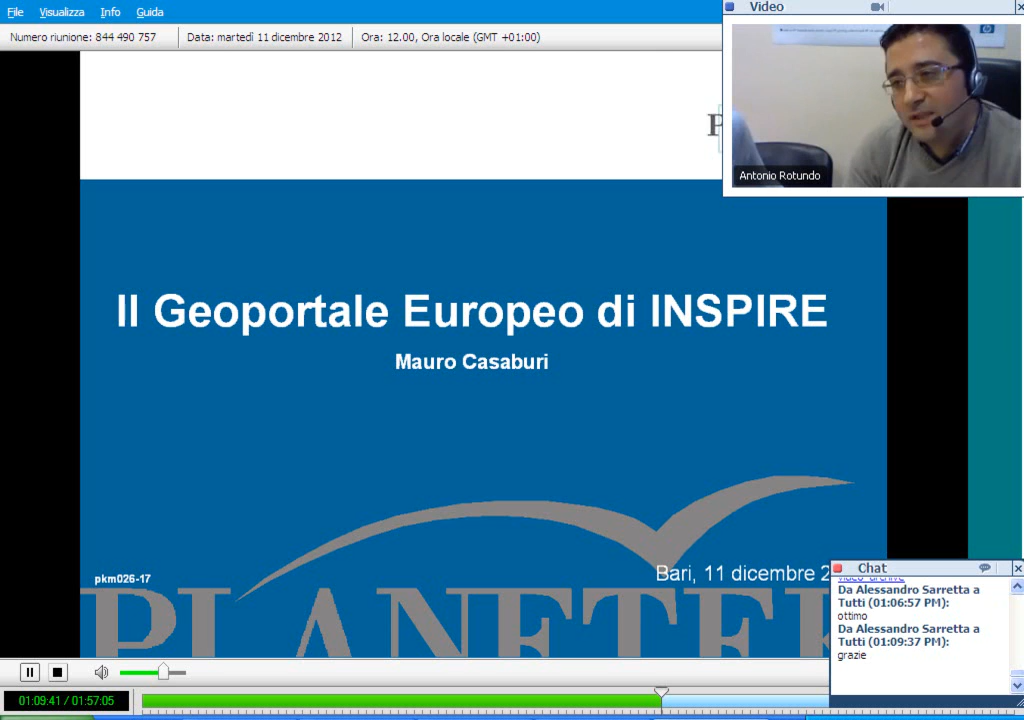 File Visualizza Info Guida
Numero riunione: 844 490 757 Data: martedì 11 dicembre 2012 Ora: 12.00, Ora locale (GMT +01:00)
Video
Antonio Rotundo
P
Il Geoportale Europeo di INSPIRE
Mauro Casaburi
pkm026-17
Bari, 11 dicembre 2
PLANETEK
Chat
video archive
Da Alessandro Sarretta a
Tutti (01:06:57 PM):
ottimo
Da Alessandro Sarretta a
Tutti (01:09:37 PM):
grazie
01:09:41 / 01:57:05